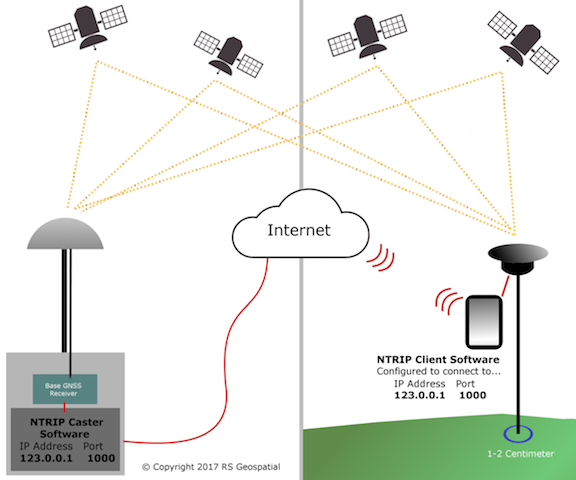 Internet
Base GNSS
Receiver
NTRIP Caster
Software
IP Address Port
123.0.0.1 1000
© Copyright 2017 RS Geospatial
NTRIP Client Software
Configured to connect to...
IP Address Port
123.0.0.1 1000
1-2 Centimeter